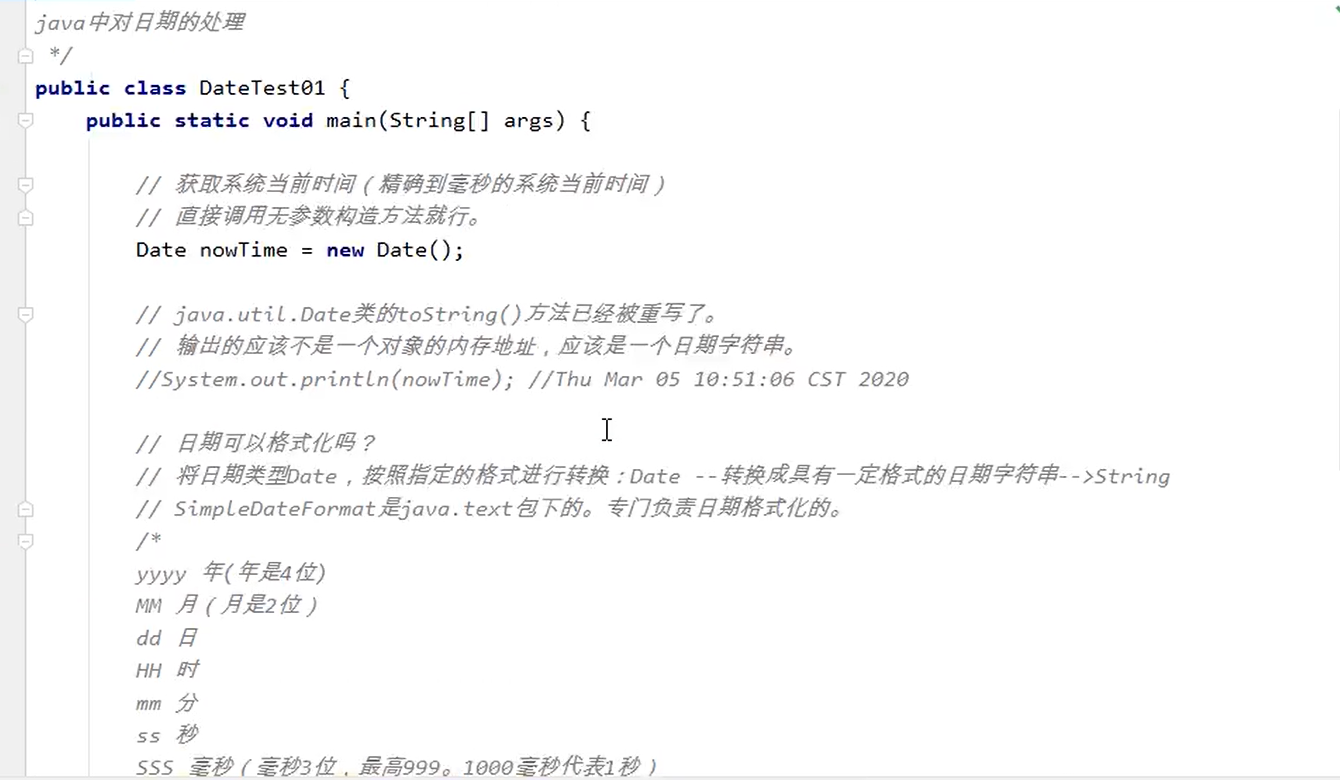 java中对日期的处理
*/
public class DateTest01 {
public static void main(String[] args) {
// 获取系统当前时间（精确到毫秒的系统当前时间）
// 直接调用无参数构造方法就行。
Date nowTime = new Date();
// java.util.Date类的toString()方法已经被重写了。
// 输出的应该不是一个对象的内存地址，应该是一个日期字符串。
//System.out.println(nowTime); //Thu Mar 05 10:51:06 CST 2020
// 日期可以格式化吗？
// 将日期类型Date，按照指定的格式进行转换：Date --转换成具有一定格式的日期字符串-->String
// SimpleDateFormat是java.text包下的。专门负责日期格式化的。
/*
yyyy 年(年是4位)
MM 月（月是2位）
dd 日
HH 时
mm 分
ss 秒
SSS 毫秒（毫秒3位，最高999。1000毫秒代表1秒）